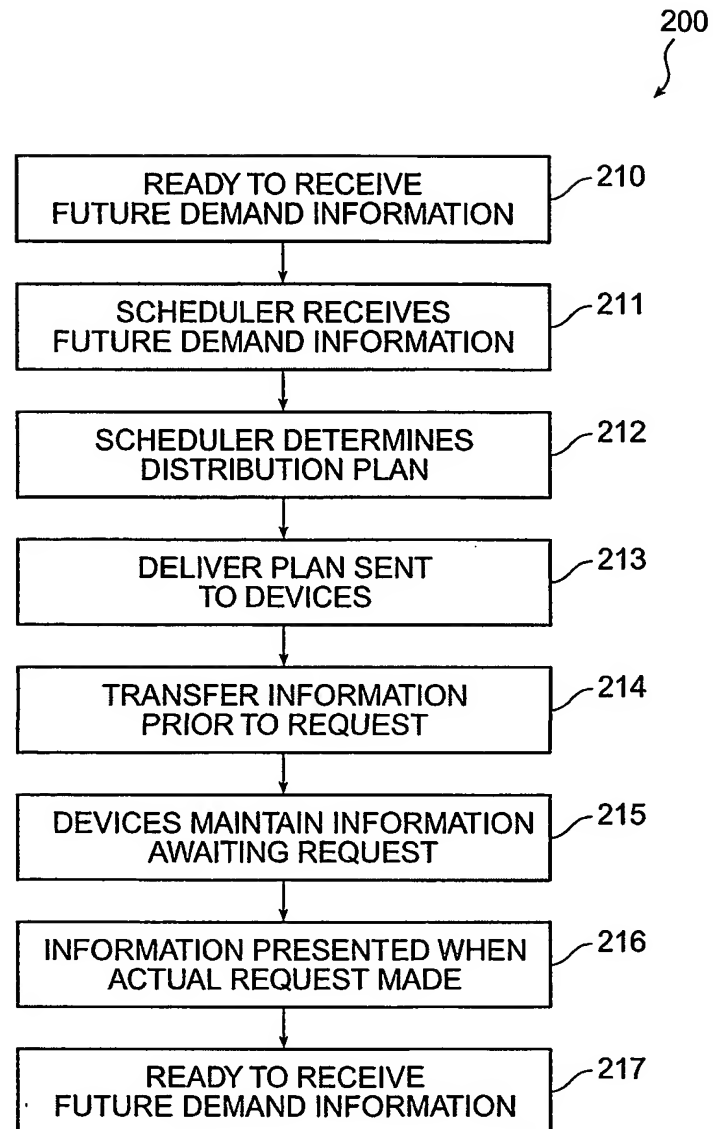 200
READY TO RECEIVE
FUTURE DEMAND INFORMATION
210
SCHEDULER RECEIVES
FUTURE DEMAND INFORMATION
211
SCHEDULER DETERMINES
DISTRIBUTION PLAN
212
DELIVER PLAN SENT
TO DEVICES
213
TRANSFER INFORMATION
PRIOR TO REQUEST
214
DEVICES MAINTAIN INFORMATION
AWAITING REQUEST
215
INFORMATION PRESENTED WHEN
ACTUAL REQUEST MADE
216
READY TO RECEIVE
FUTURE DEMAND INFORMATION
217